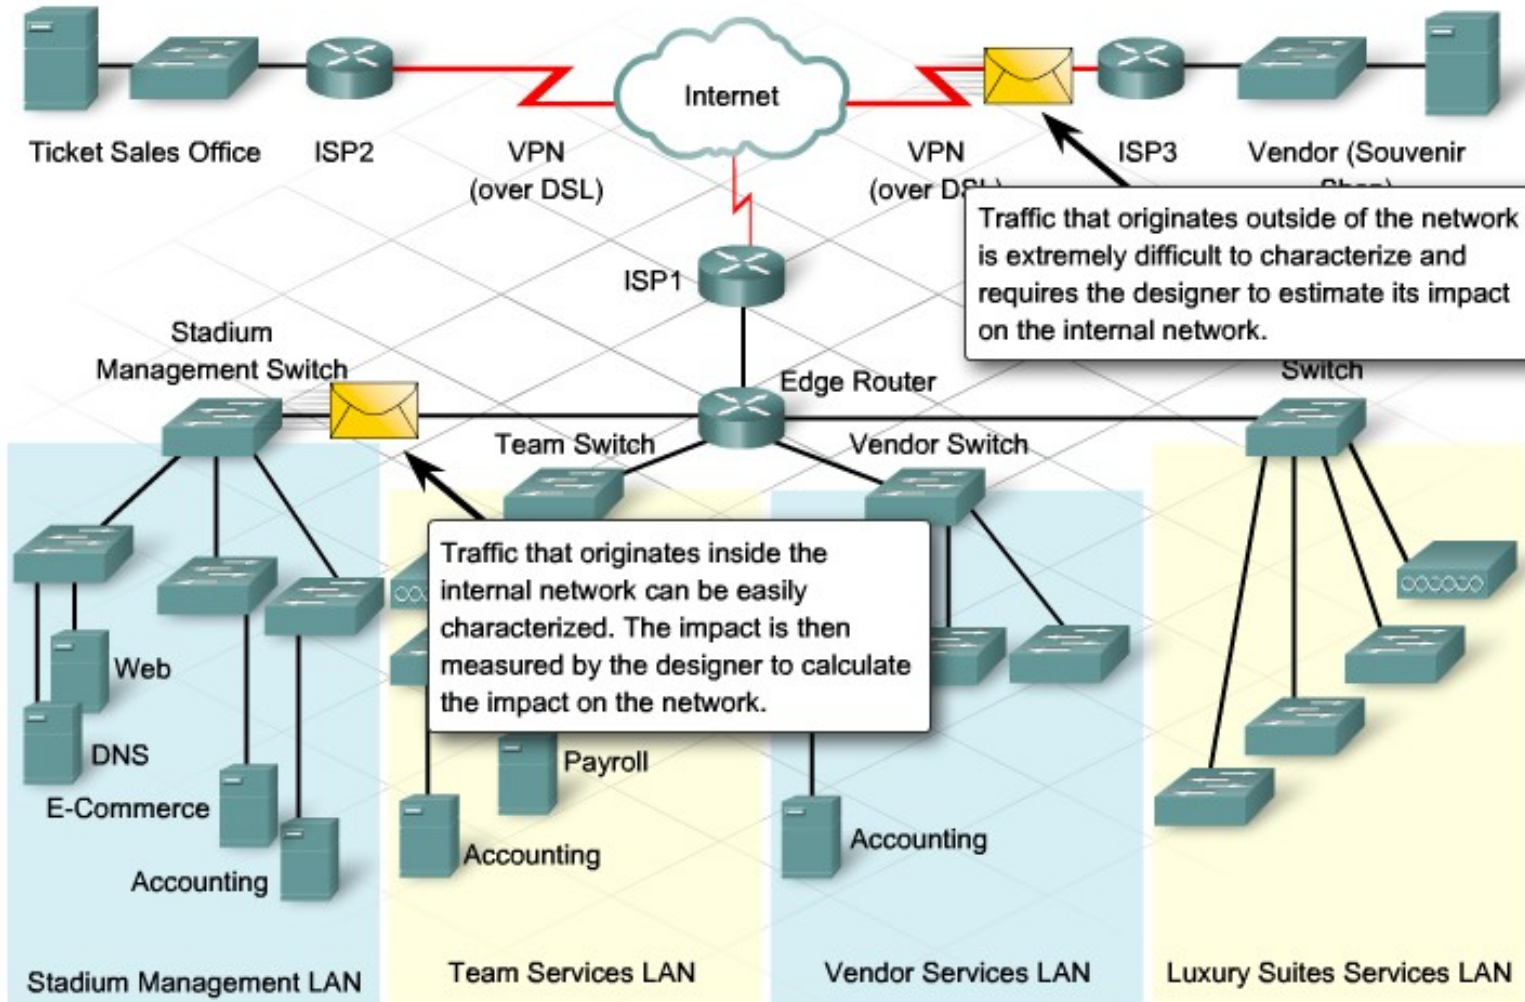 Internet
Ticket Sales Office
ISP2
VPN
(over DSL)
VPN
(over
ISP3
Vendor (Souvenir
Traffic that originates outside of the network
is extremely difficult to characterize and
requires the designer to estimate its impact
on the internal network.
ISP1
Stadium
Management Switch
Edge Router
Switch
Team Switch
Vendor Switch
Traffic that originates inside the
internal network can be easily
characterized. The impact is then
measured by the designer to calculate
the impact on the network.
Web
DNS
E-Commerce
Accounting
Payroll
Accounting
Accounting
Stadium Management LAN
Team Services LAN
Vendor Services LAN
Luxury Suites Services LAN